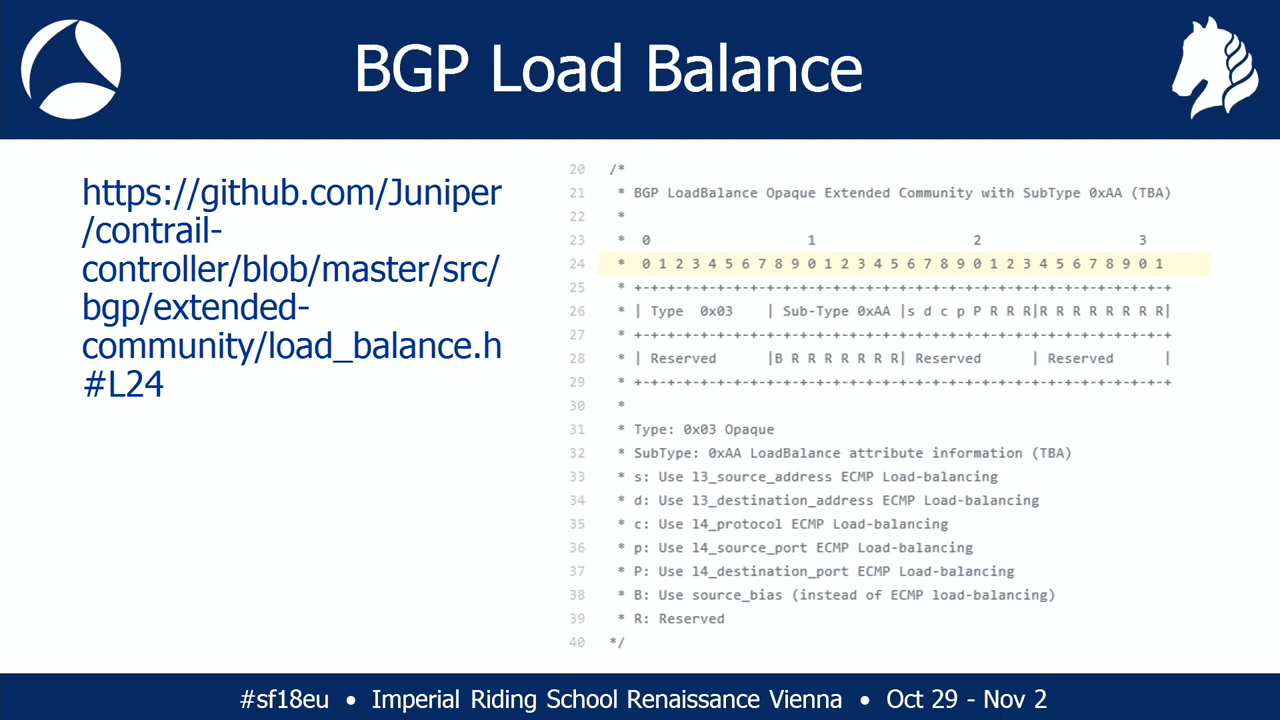 BGP Load Balance
https://github.com/Juniper
/contrail-
controller/blob/master/src/
bgp/extended-
community/load_balance.h
#L24
20 /*
21 * BGP LoadBalance Opaque Extended Community with SubType 0xAA (TBA)
22 *
23 * 0 1 2 3
24 * 0 1 2 3 4 5 6 7 8 9 0 1 2 3 4 5 6 7 8 9 0 1 2 3 4 5 6 7 8 9 0 1
25 * +-+-+-+-+-+-+-+-+-+-+-+-+-+-+-+-+-+-+-+-+-+-+-+-+-+-+-+-+-+-+-+-+
26 * | Type 0x03 | Sub-Type 0xAA |s d c p P R R R|R R R R R R R R|
27 * +-+-+-+-+-+-+-+-+-+-+-+-+-+-+-+-+-+-+-+-+-+-+-+-+-+-+-+-+-+-+-+-+
28 * | Reserved |B R R R R R R R| Reserved | Reserved |
29 * +-+-+-+-+-+-+-+-+-+-+-+-+-+-+-+-+-+-+-+-+-+-+-+-+-+-+-+-+-+-+-+-+
30 *
31 * Type: 0x03 Opaque
32 * SubType: 0xAA LoadBalance attribute information (TBA)
33 * s: Use l3_source_address ECMP Load-balancing
34 * d: Use l3_destination_address ECMP Load-balancing
35 * c: Use l4_protocol ECMP Load-balancing
36 * p: Use l4_source_port ECMP Load-balancing
37 * P: Use l4_destination_port ECMP Load-balancing
38 * B: Use source_bias (instead of ECMP load-balancing)
39 * R: Reserved
40 */
#sf18eu • Imperial Riding School Renaissance Vienna • Oct 29 - Nov 2